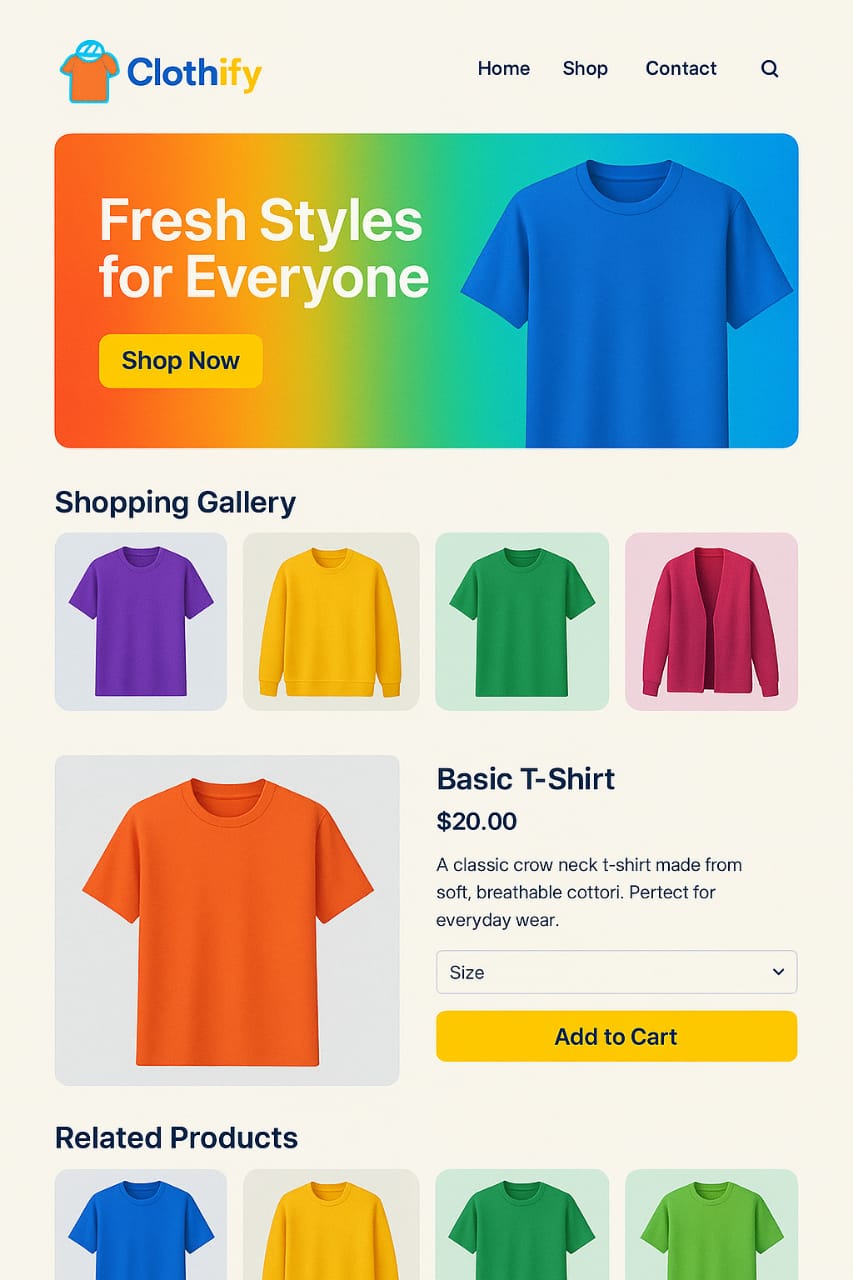 Clothify
Home Shop Contact
Fresh Styles
for Everyone
Shop Now
Shopping Gallery
Basic T-Shirt
$20.00
A classic crow neck t-shirt made from
soft, breathable cottori. Pertect for
everyday wear.
Size
Add to Cart
Related Products